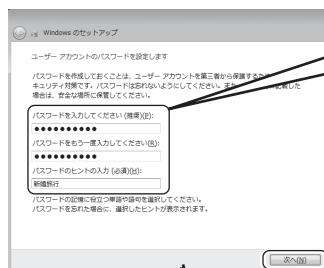 Windows のセットアップ
ユーザー アカウントのパスワードを設定します
パスワードを作成しておくことは、ユーザー アカウントを第三者から保護するため
キュリティ対策です。パスワードは忘れないようにしてください。また
記載した
場合は、安全な場所に保管してください。
パスワードを入力してください (推奨)(P):
●●●●●●●●●●
パスワードをもう一度入力してください(R):
●●●●●●●●●●
パスワードのヒントの入力 (必須)(H):
新婚旅行
パスワードの記憶に役立つ単語や語句を選択してください。
パスワードを忘れた場合に、選択したヒントが表示されます。
次へ(N)